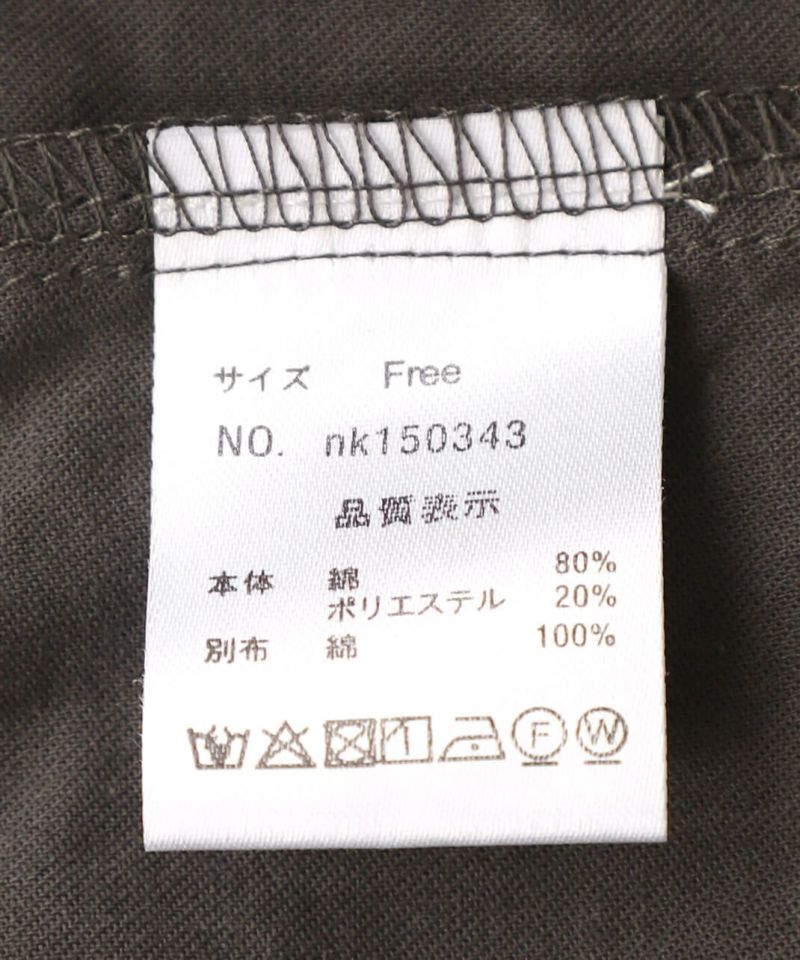 サイズ Free
NO. nk150343
品質表示
本体 綿 80%
ポリエステル 20%
別布 綿 100%
F W